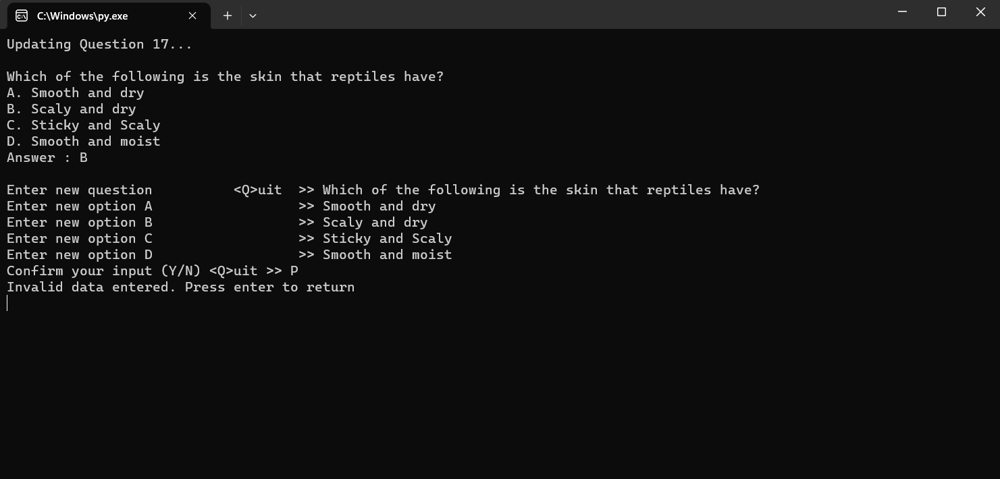 C:\Windows\py.exe
Updating Question 17...
Which of the following is the skin that reptiles have?
A. Smooth and dry
B. Scaly and dry
C. Sticky and Scaly
D. Smooth and moist
Answer : B
Enter new question          <Q>uit  >> Which of the following is the skin that reptiles have?
Enter new option A                  >> Smooth and dry
Enter new option B                  >> Scaly and dry
Enter new option C                  >> Sticky and Scaly
Enter new option D                  >> Smooth and moist
Confirm your input (Y/N) <Q>uit >> P
Invalid data entered. Press enter to return